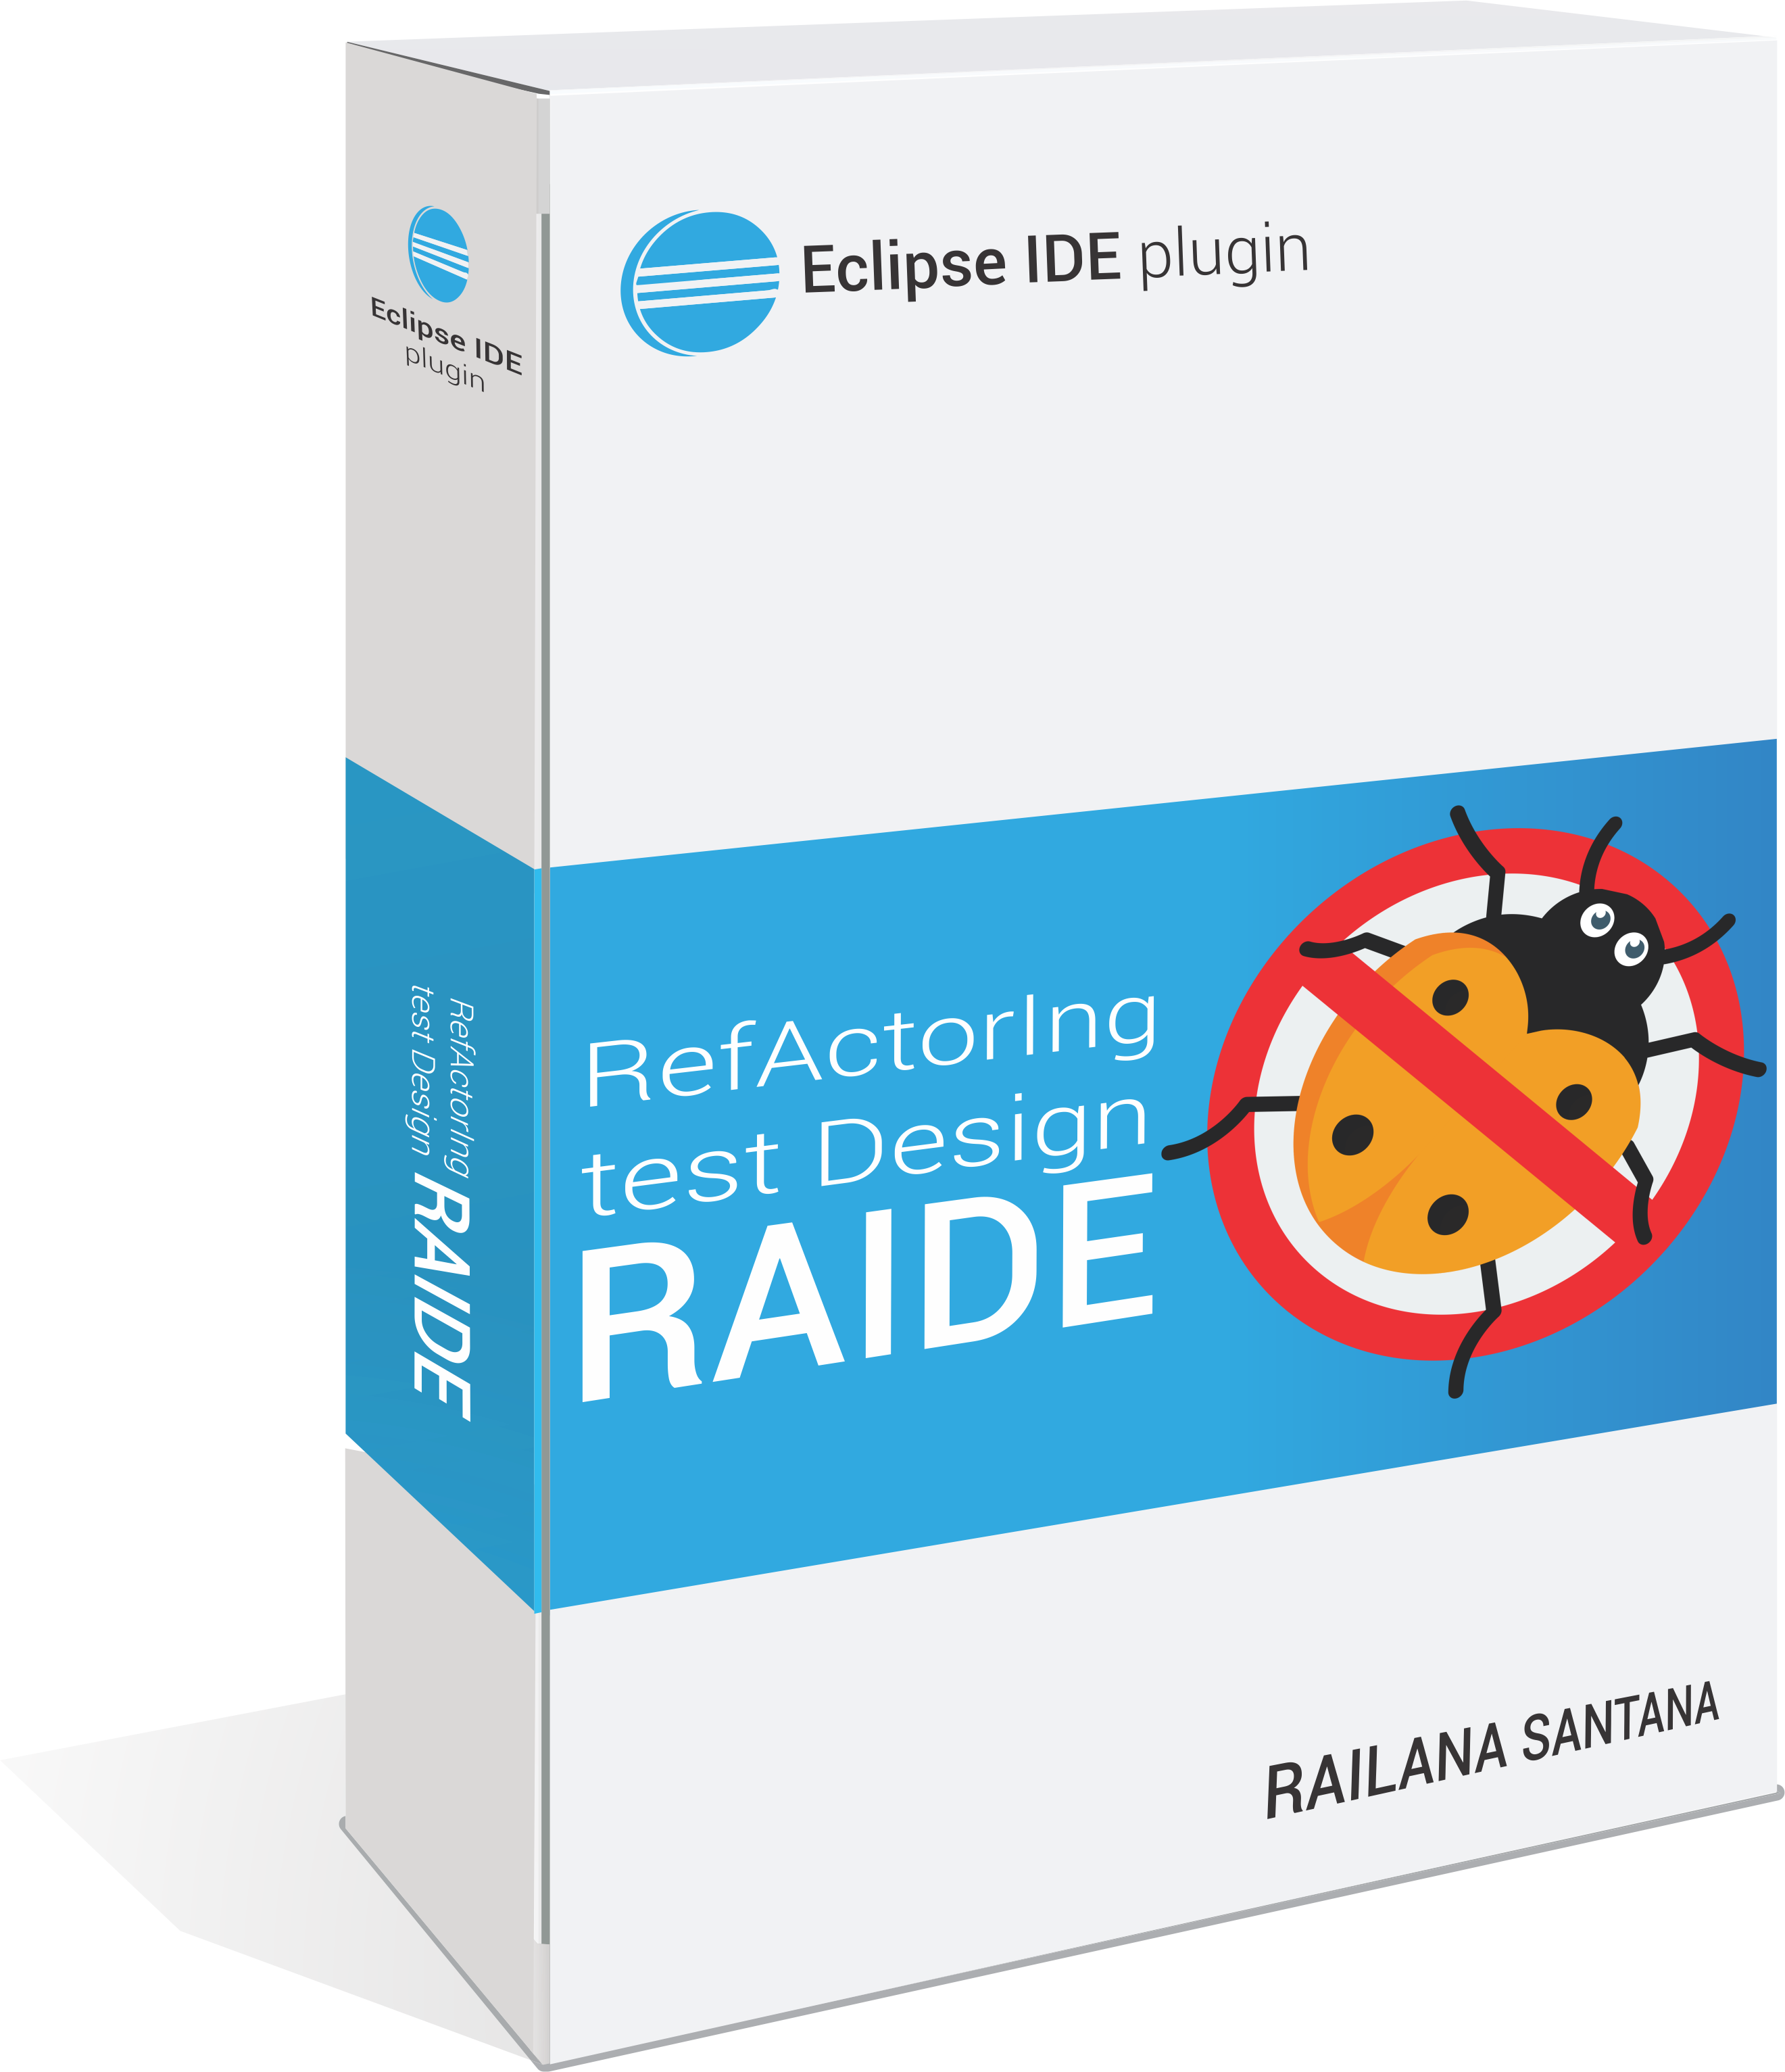 Eclipse IDE
plugin
RefActorIng
test Design
RAIDE
Eclipse IDE plugin
RefActorIng
test Design
RAIDE
RAILANA SANTANA